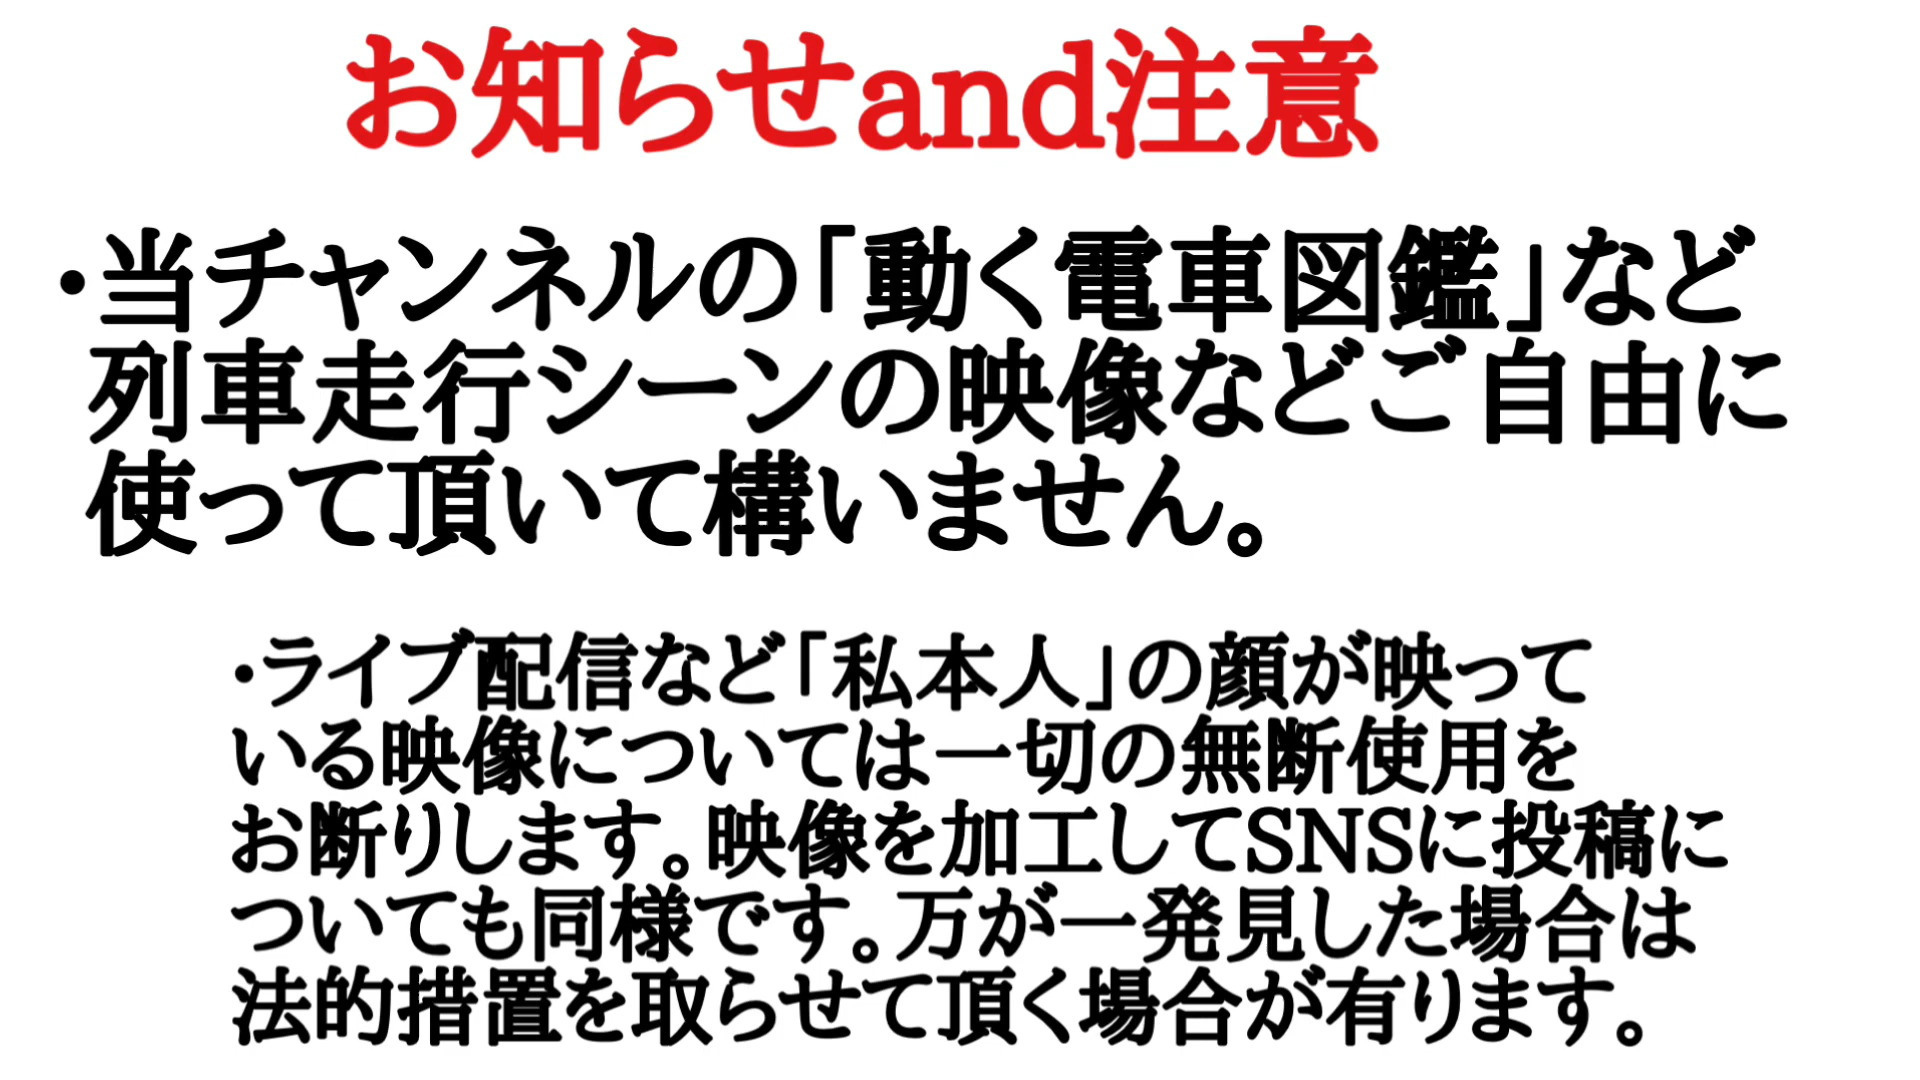 お知らせand注意
・当チャンネルの「動く電車図鑑」など
列車走行シーンの映像などご自由に
使って頂いて構いません。
・ライブ配信など「私本人」の顔が映って
いる映像については一切の無断使用を
お断りします。映像を加工してSNSに投稿に
ついても同様です。万が一発見した場合は
法的措置を取らせて頂く場合が有ります。